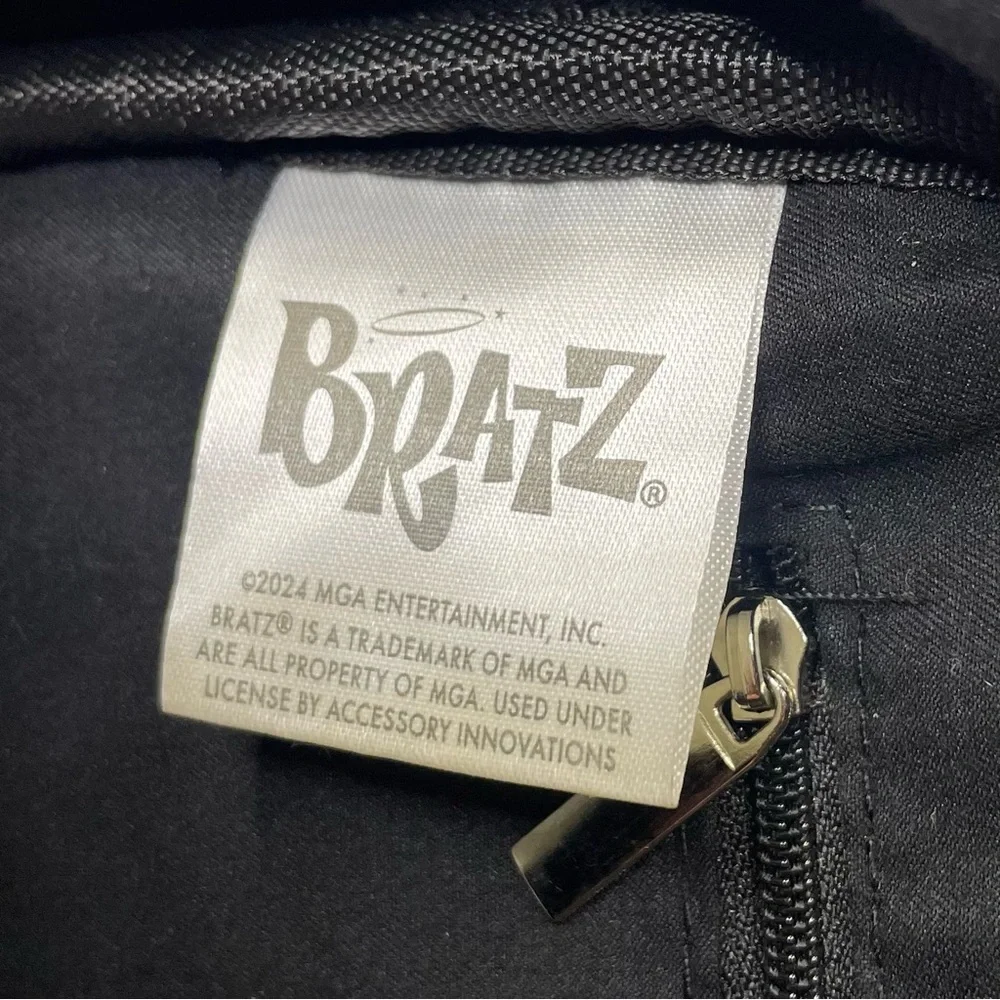 BRATZ®
©2024 MGA ENTERTAINMENT, INC.
BRATZ® IS A TRADEMARK OF MGA AND
ARE ALL PROPERTY OF MGA. USED UNDER
LICENSE BY ACCESSORY INNOVATIONS